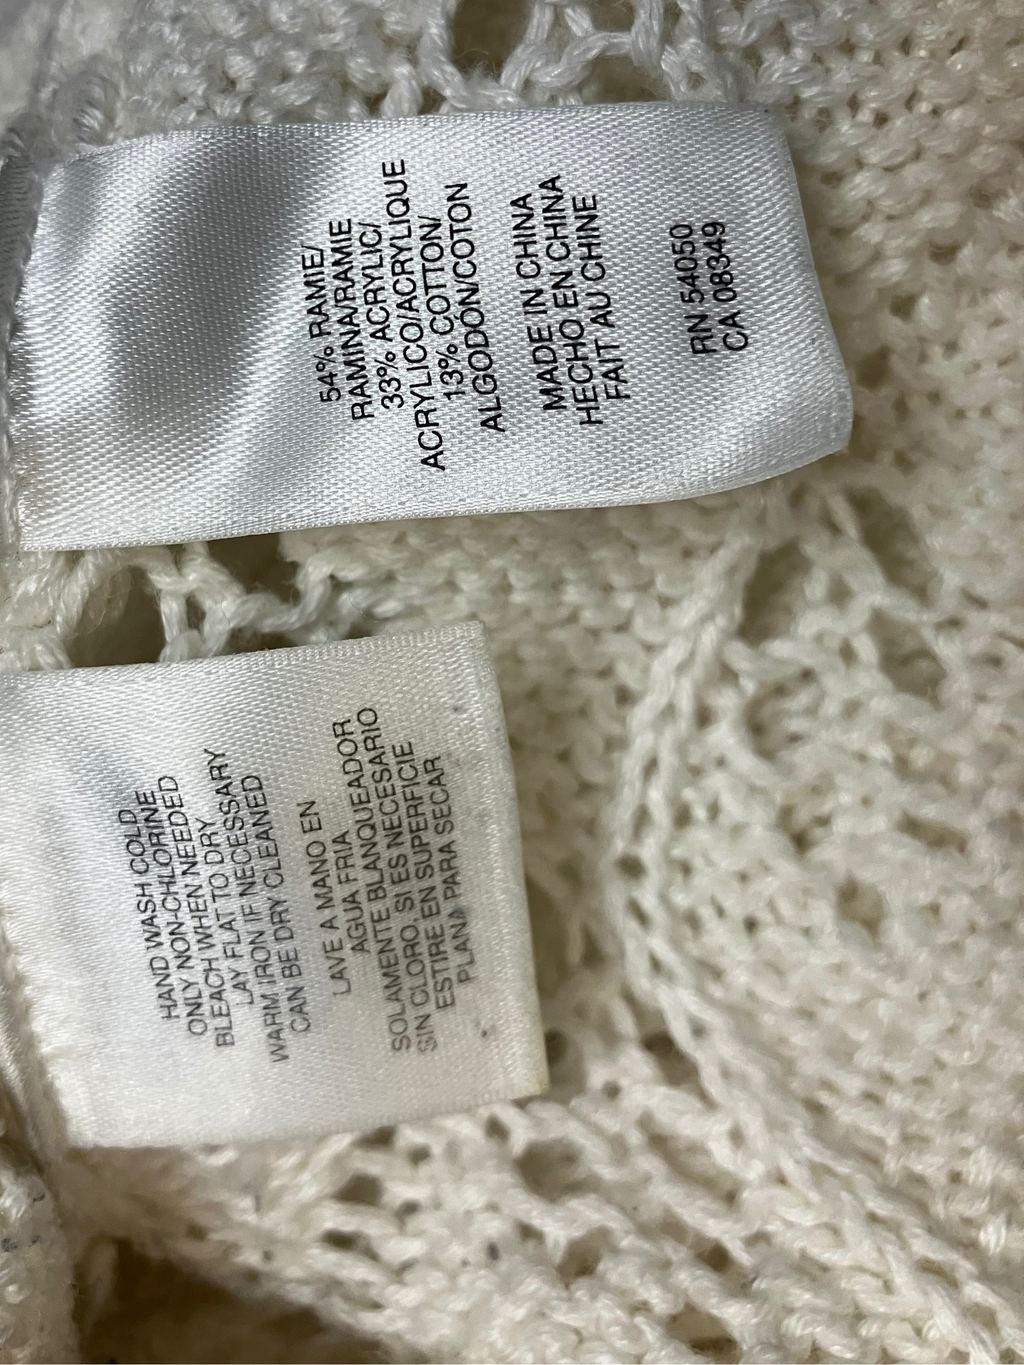 54% RAMIE/
RAMINA/RAMIE
33% ACRYLIC/
ACRYLICO/ACRYLIQUE
13% COTTON/
ALGODÓN/COTON
MADE IN CHINA
HECHO EN CHINA
FAIT AU CHINE
RN 54050
CA 08349
HAND WASH COLD
ONLY NON-CHLORINE
BLEACH WHEN NEEDED
LAY FLAT TO DRY
WARM IRON IF NECESSARY
CAN BE DRY CLEANED
LAVE A MANO EN
AGUA FRIA
SOLAMENTE BLANQUEADOR
SIN CLORO, SI ES NECESARIO
ESTIRE EN SUPERFICIE
PLANA PARA SECAR